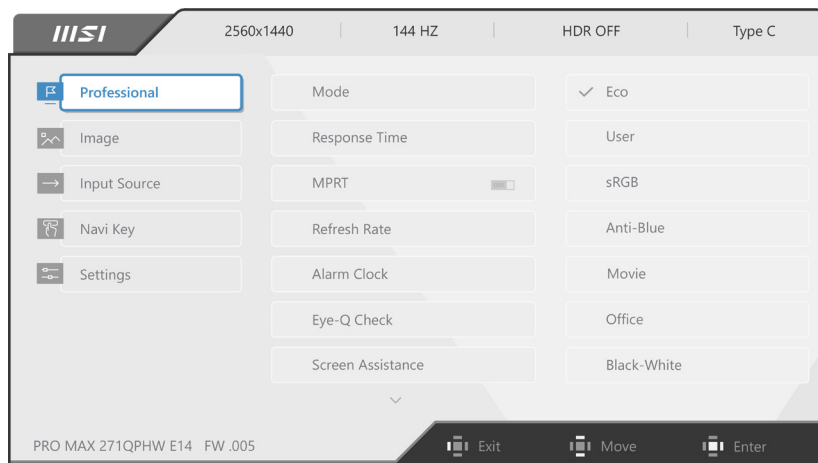 msi 2560x1440 144 HZ HDR OFF Type C
Professional Mode Eco
Image Response Time User
Input Source MPRT sRGB
Navi Key Refresh Rate Anti-Blue
Settings Alarm Clock Movie
Eye-Q Check Office
Screen Assistance Black-White
PRO MAX 271QPHW E14 FW .005 Exit Move Enter